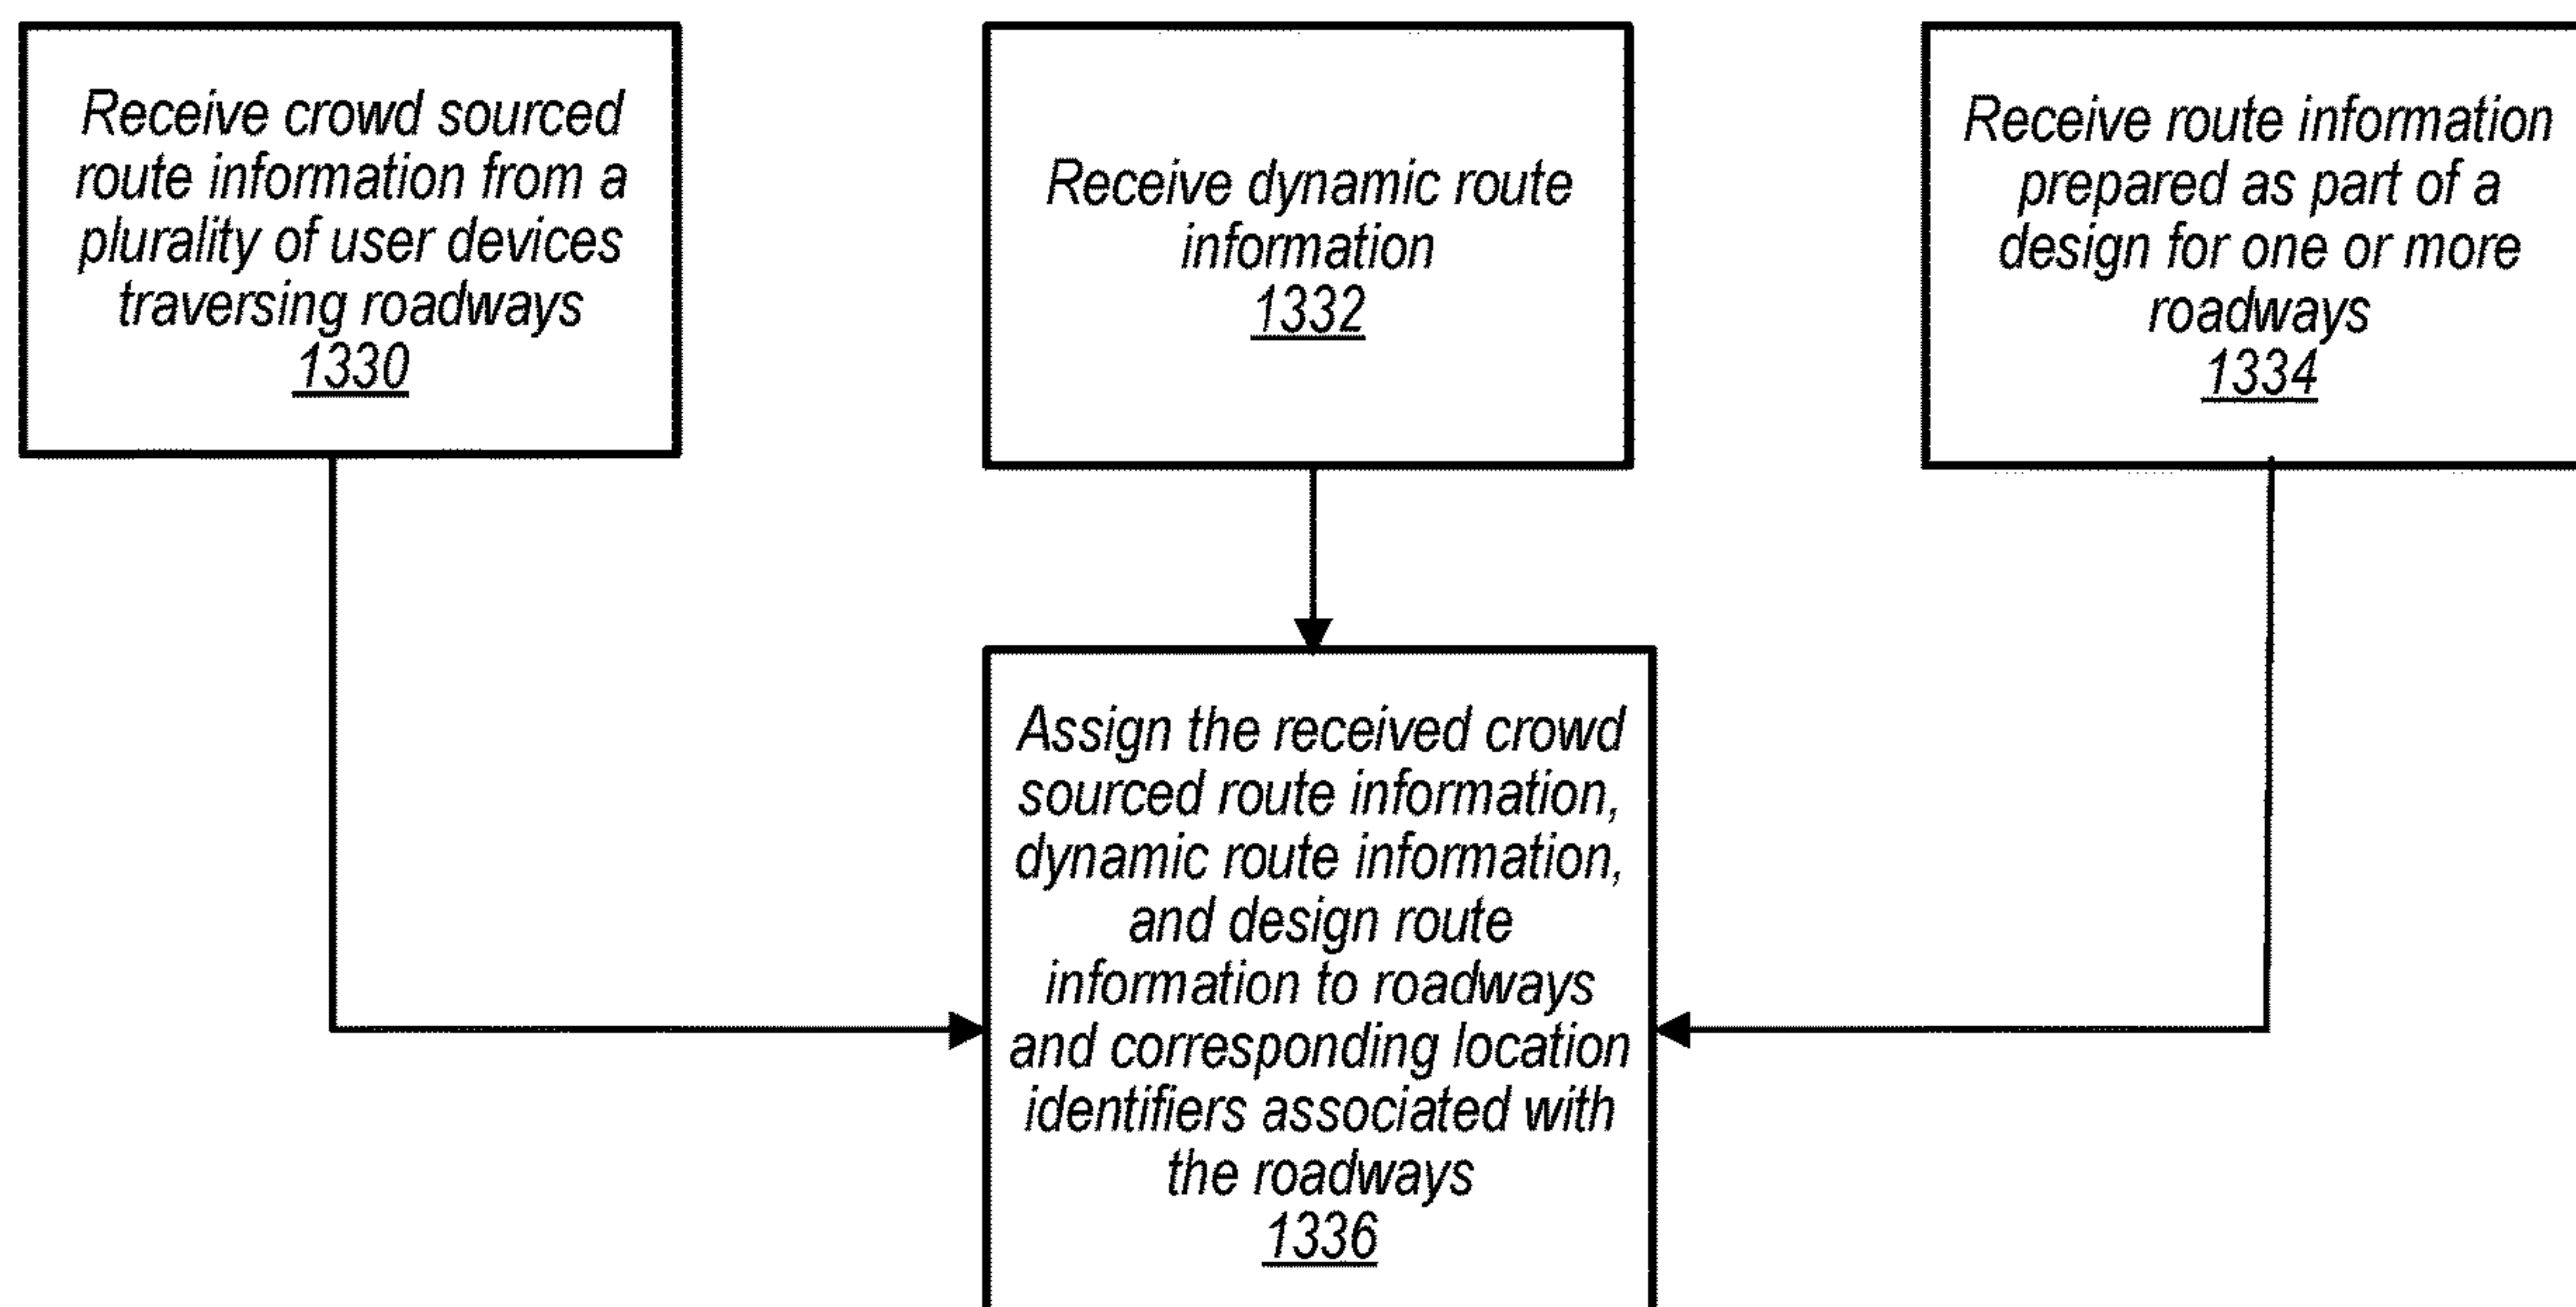 Receive crowd sourced
route information from a
plurality of user devices
traversing roadways
1330
Receive dynamic route
information
1332
Receive route information
prepared as part of a
design for one or more
roadways
1334
Assign the received crowd
sourced route information,
dynamic route information,
and design route
information to roadways
and corresponding location
identifiers associated with
the roadways
1336